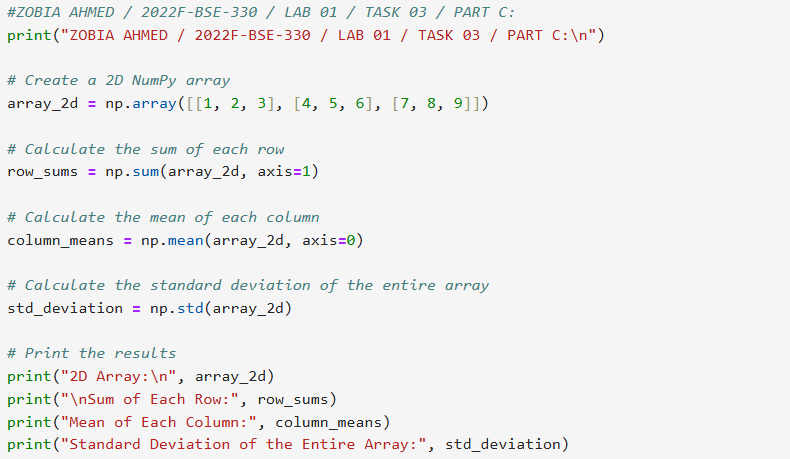 #ZOBIA AHMED / 2022F-BSE-330 / LAB 01 / TASK 03 / PART C:
print("ZOBIA AHMED / 2022F-BSE-330 / LAB 01 / TASK 03 / PART C:\n")
# Create a 2D NumPy array
array_2d = np.array([[1, 2, 3], [4, 5, 6], [7, 8, 9]])
# Calculate the sum of each row
row_sums = np.sum(array_2d, axis=1)
# Calculate the mean of each column
column_means = np.mean(array_2d, axis=0)
# Calculate the standard deviation of the entire array
std_deviation = np.std(array_2d)
# Print the results
print("2D Array:\n", array_2d)
print("\nSum of Each Row:", row_sums)
print("Mean of Each Column:", column_means)
print("Standard Deviation of the Entire Array:", std_deviation)